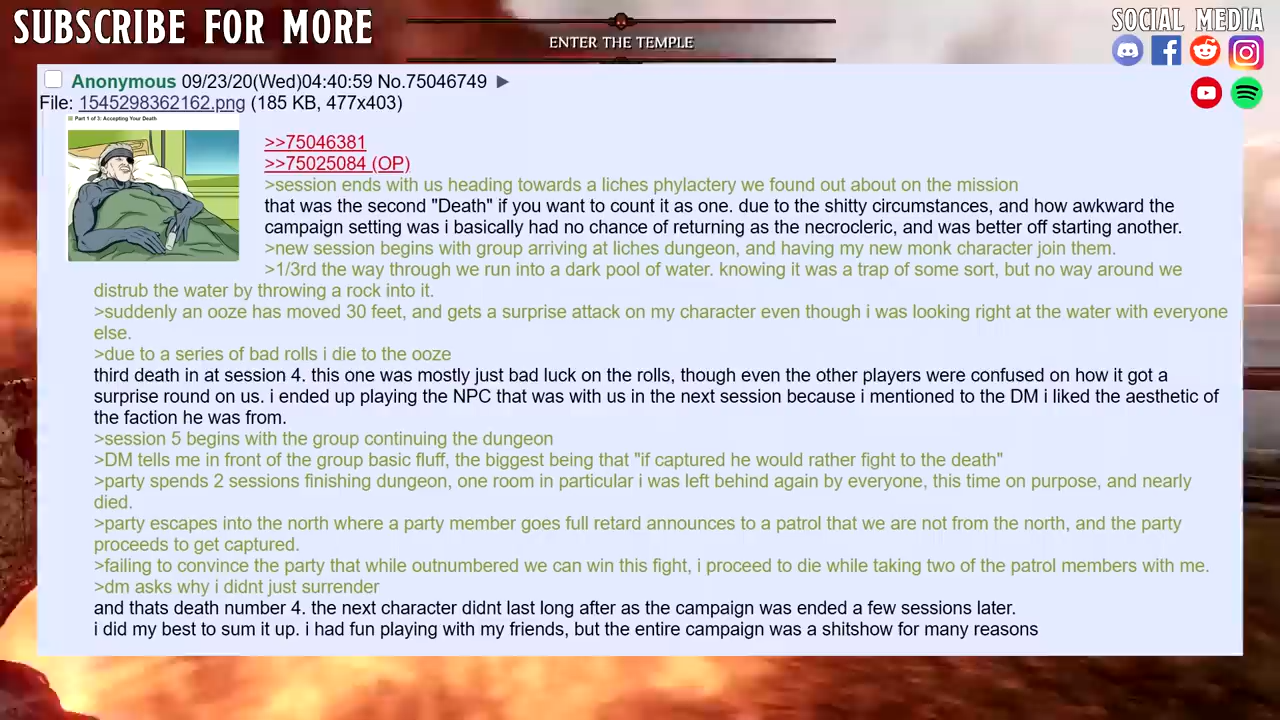 SUBSCRIBE FOR MORE
ENTER THE TEMPLE
SOCIAL MEDIA
Anonymous 09/23/20(Wed)04:40:59 No.75046749 ▶
File: 1545298362162.png (185 KB, 477x403)
Part 1 of 3: Accepting Your Death
>>75046381
>>75025084 (OP)
>session ends with us heading towards a liches phylactery we found out about on the mission
that was the second "Death" if you want to count it as one. due to the shitty circumstances, and how awkward the
campaign setting was i basically had no chance of returning as the necrocleric, and was better off starting another.
>new session begins with group arriving at liches dungeon, and having my new monk character join them.
>1/3rd the way through we run into a dark pool of water. knowing it was a trap of some sort, but no way around we
distrub the water by throwing a rock into it.
>suddenly an ooze has moved 30 feet, and gets a surprise attack on my character even though i was looking right at the water with everyone
else.
>due to a series of bad rolls i die to the ooze
third death in at session 4. this one was mostly just bad luck on the rolls, though even the other players were confused on how it got a
surprise round on us. i ended up playing the NPC that was with us in the next session because i mentioned to the DM i liked the aesthetic of
the faction he was from.
>session 5 begins with the group continuing the dungeon
>DM tells me in front of the group basic fluff, the biggest being that "if captured he would rather fight to the death"
>party spends 2 sessions finishing dungeon, one room in particular i was left behind again by everyone, this time on purpose, and nearly
died.
>party escapes into the north where a party member goes full retard announces to a patrol that we are not from the north, and the party
proceeds to get captured.
>failing to convince the party that while outnumbered we can win this fight, i proceed to die while taking two of the patrol members with me.
>dm asks why i didnt just surrender
and thats death number 4. the next character didnt last long after as the campaign was ended a few sessions later.
i did my best to sum it up. i had fun playing with my friends, but the entire campaign was a shitshow for many reasons